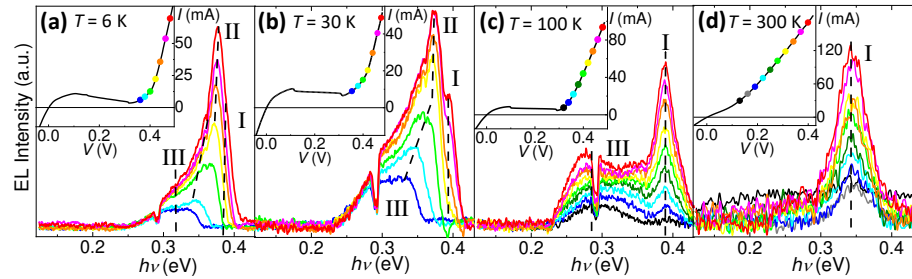 EL Intensity (a.u.)
(a) T = 6 K
I (mA)
50
0
0.0 0.2 0.4
V (V)
II
I
III
0.2 0.3 0.4
hν (eV)
(b) T = 30 K
I (mA)
40
20
0
0.0 0.2 0.4
V (V)
II
I
III
0.2 0.3 0.4
hν (eV)
(c) T = 100 K
I (mA)
80
40
0
0.0 0.2 0.4
V (V)
I
III
0.2 0.3 0.4
hν (eV)
(d) T = 300 K
I (mA)
120
60
0
0.0 0.2 0.4
V (V)
I
0.2 0.3 0.4
hν (eV)